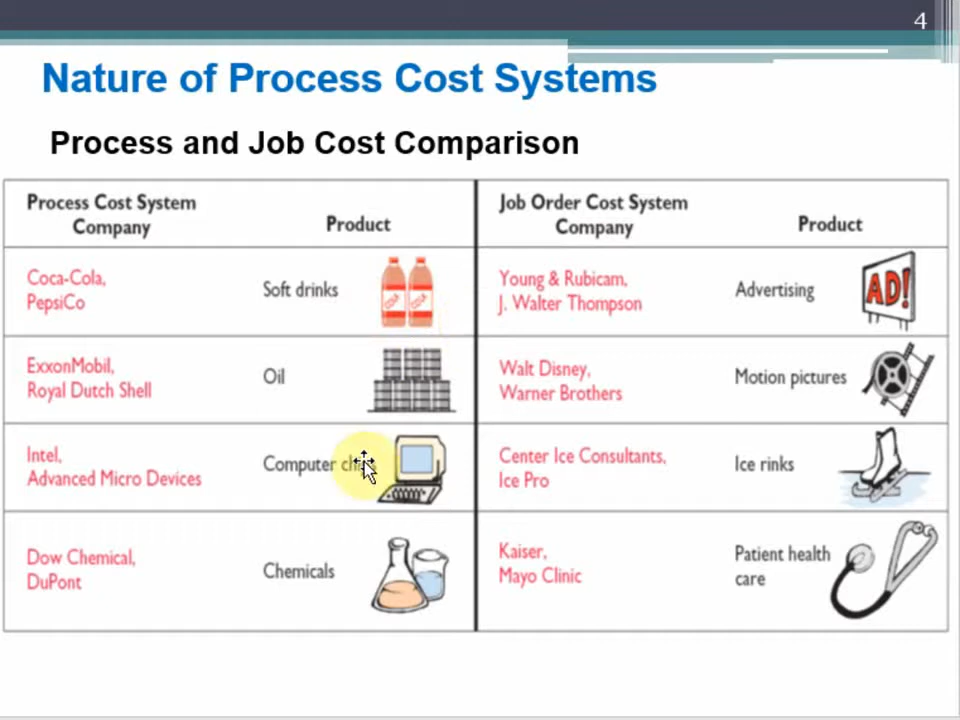 4
Nature of Process Cost Systems
Process and Job Cost Comparison
Process Cost System
Company
Product
Job Order Cost System
Company
Product
Coca-Cola,
PepsiCo
Soft drinks
Young & Rubicam,
J. Walter Thompson
Advertising
AD!
ExxonMobil,
Royal Dutch Shell
Oil
Walt Disney,
Warner Brothers
Motion pictures
Intel,
Advanced Micro Devices
Computer
Center Ice Consultants,
Ice Pro
Ice rinks
Dow Chemical,
DuPont
Chemicals
Kaiser,
Mayo Clinic
Patient health
care